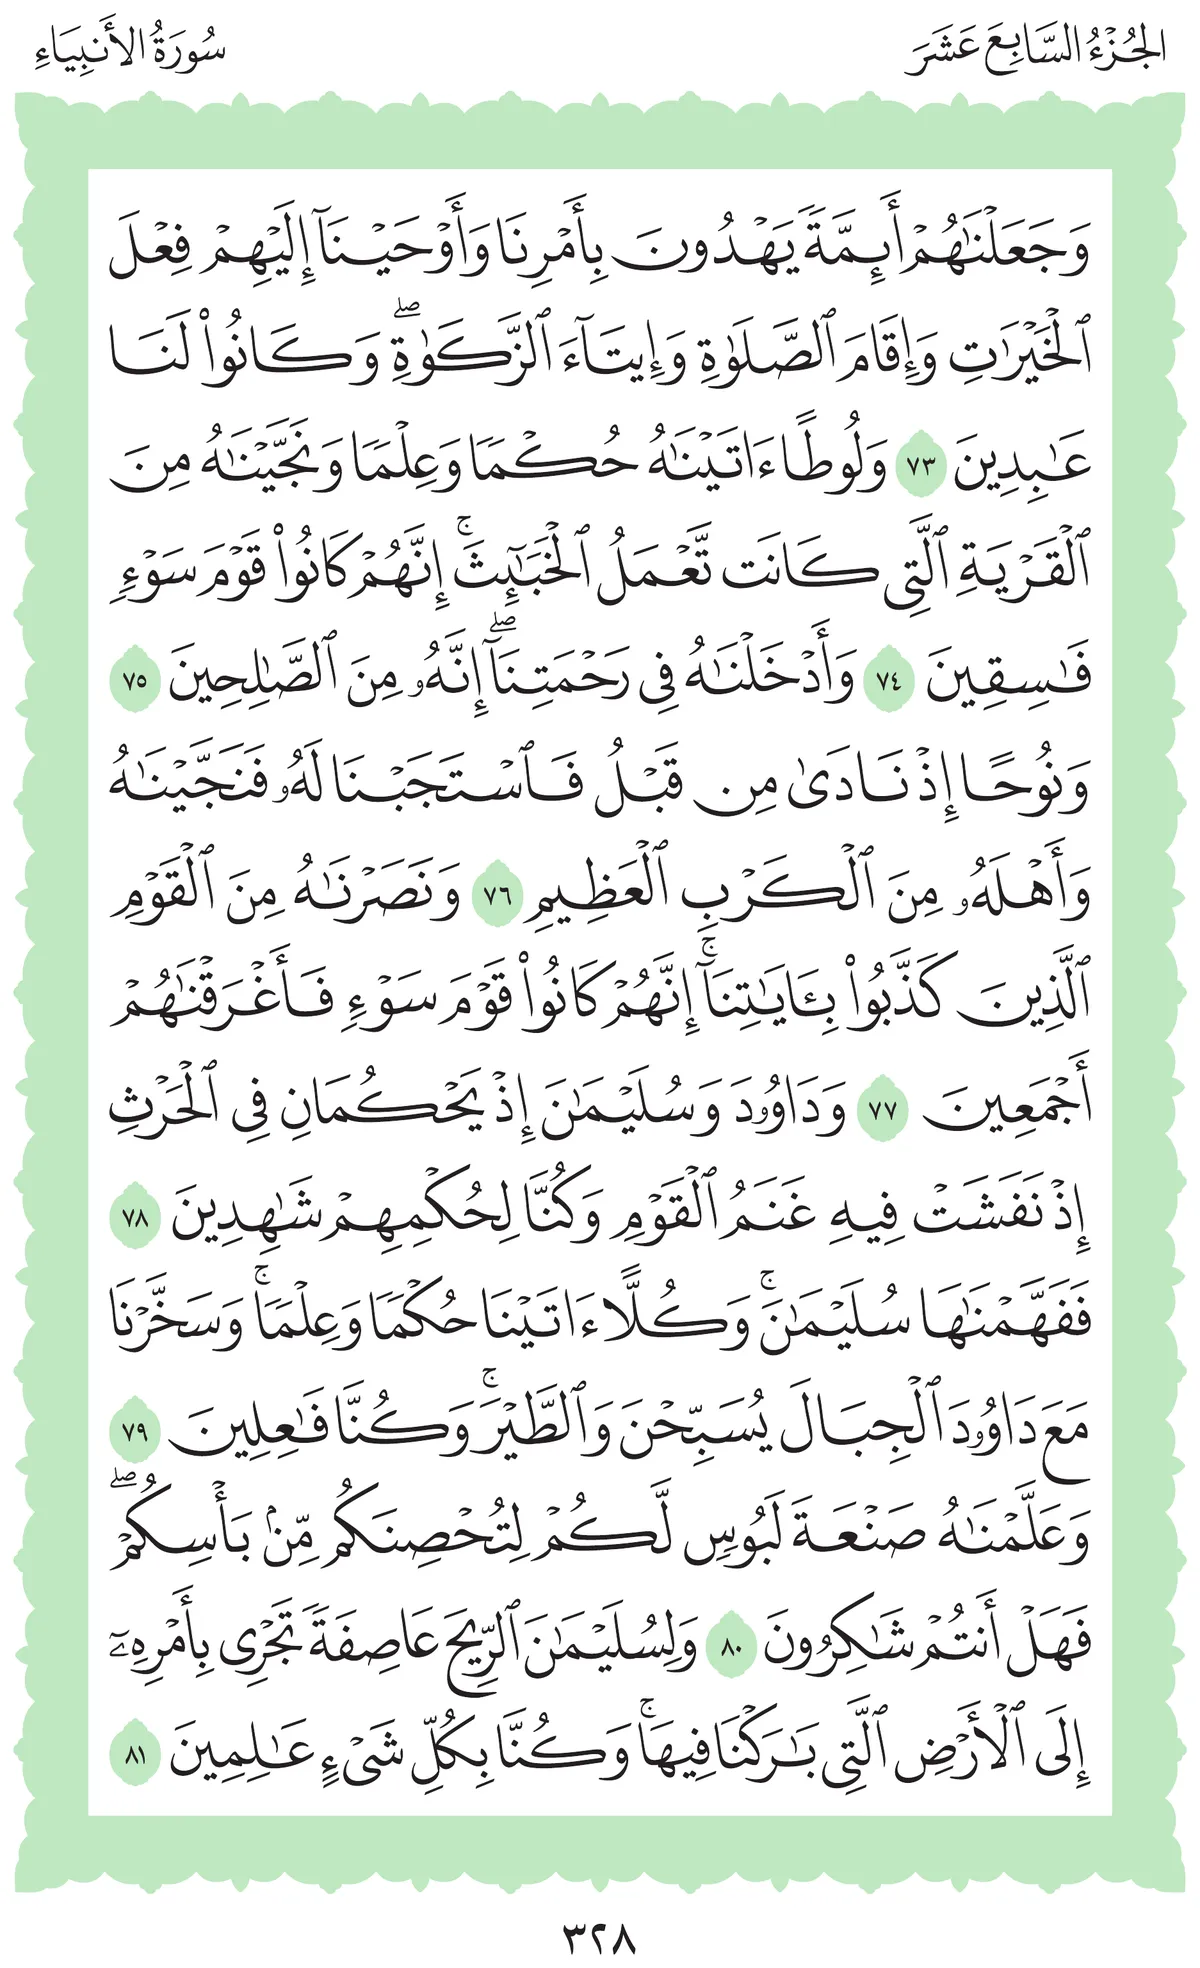 الجُزْءُ السَّابِعَ عَشَرَ
سُورَةُ الأَنبِيَاءِ
وَجَعَلْنَٰهُمْ أَئِمَّةً يَهْدُونَ بِأَمْرِنَا وَأَوْحَيْنَآ إِلَيْهِمْ فِعْلَ
ٱلْخَيْرَٰتِ وَإِقَامَ ٱلصَّلَوٰةِ وَإِيتَآءَ ٱلزَّكَوٰةِۖ وَكَانُوا۟ لَنَا
عَٰبِدِينَ ٧٣ وَلُوطًا ءَاتَيْنَٰهُ حُكْمًا وَعِلْمًا وَنَجَّيْنَٰهُ مِنَ
ٱلْقَرْيَةِ ٱلَّتِى كَانَت تَّعْمَلُ ٱلْخَبَٰٓئِثَۚ إِنَّهُمْ كَانُوا۟ قَوْمَ سَوْءٍ
فَٰسِقِينَ ٧٤ وَأَدْخَلْنَٰهُ فِى رَحْمَتِنَآۖ إِنَّهُۥ مِنَ ٱلصَّٰلِحِينَ ٧٥
وَنُوحًا إِذْ نَادَىٰ مِن قَبْلُ فَٱسْتَجَبْنَا لَهُۥ فَنَجَّيْنَٰهُ
وَأَهْلَهُۥ مِنَ ٱلْكَرْبِ ٱلْعَظِيمِ ٧٦ وَنَصَرْنَٰهُ مِنَ ٱلْقَوْمِ
ٱلَّذِينَ كَذَّبُوا۟ بِـَٔايَٰتِنَآۚ إِنَّهُمْ كَانُوا۟ قَوْمَ سَوْءٍ فَأَغْرَقْنَٰهُمْ
أَجْمَعِينَ ٧٧ وَدَاوُۥدَ وَسُلَيْمَٰنَ إِذْ يَحْكُمَانِ فِى ٱلْحَرْثِ
إِذْ نَفَشَتْ فِيهِ غَنَمُ ٱلْقَوْمِ وَكُنَّا لِحُكْمِهِمْ شَٰهِدِينَ ٧٨
فَفَهَّمْنَٰهَا سُلَيْمَٰنَۚ وَكُلًّا ءَاتَيْنَا حُكْمًا وَعِلْمًاۚ وَسَخَّرْنَا
مَعَ دَاوُۥدَ ٱلْجِبَالَ يُسَبِّحْنَ وَٱلطَّيْرَۚ وَكُنَّا فَٰعِلِينَ ٧٩
وَعَلَّمْنَٰهُ صَنْعَةَ لَبُوسٍ لَّكُمْ لِتُحْصِنَكُم مِّنۢ بَأْسِكُمْۖ
فَهَلْ أَنتُمْ شَٰكِرُونَ ٨٠ وَلِسُلَيْمَٰنَ ٱلرِّيحَ عَاصِفَةً تَجْرِى بِأَمْرِهِۦٓ
إِلَى ٱلْأَرْضِ ٱلَّتِى بَٰرَكْنَا فِيهَاۚ وَكُنَّا بِكُلِّ شَىْءٍ عَٰلِمِينَ ٨١
٣٢٨